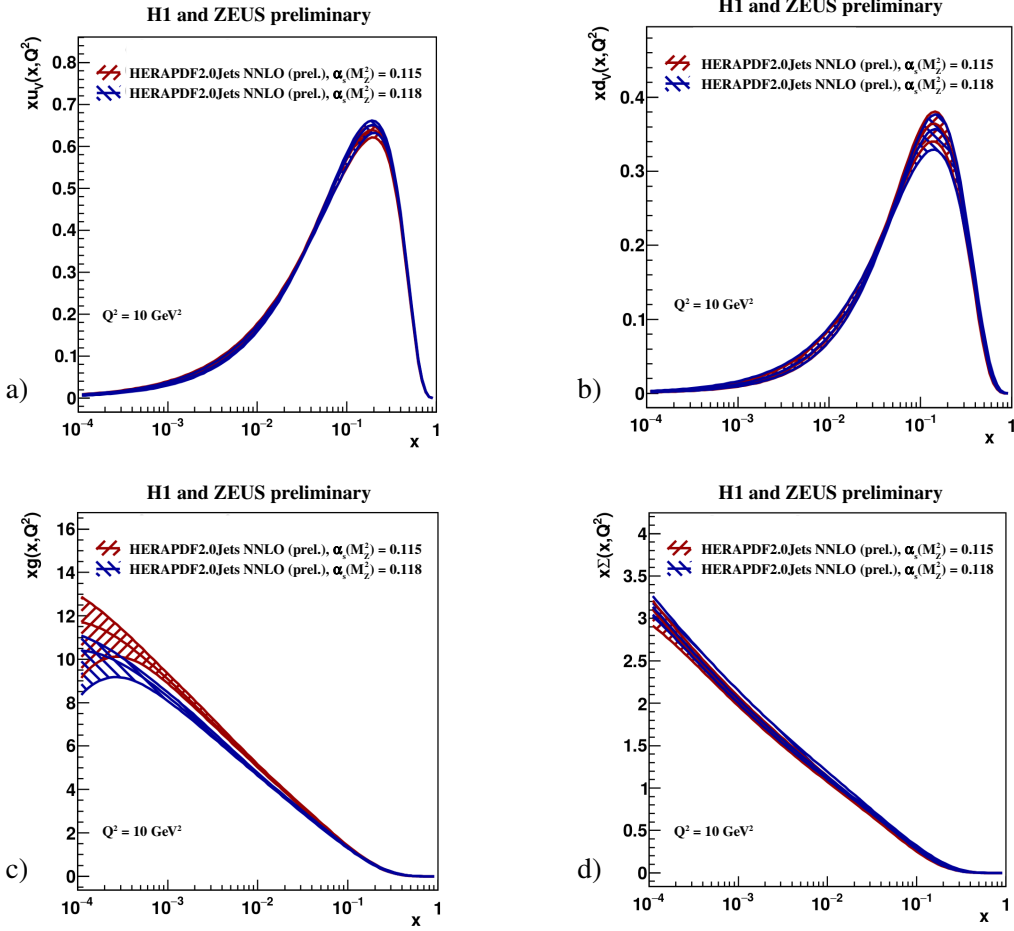 H1 and ZEUS preliminary
xu_V(x,Q²)
HERAPDF2.0Jets NNLO (prel.), α_s(M_Z²) = 0.115
HERAPDF2.0Jets NNLO (prel.), α_s(M_Z²) = 0.118
0.8
0.7
0.6
0.5
0.4
0.3
0.2
0.1
0
Q² = 10 GeV²
10⁻⁴ 10⁻³ 10⁻² 10⁻¹ 1
x
a)
H1 and ZEUS preliminary
xd_V(x,Q²)
HERAPDF2.0Jets NNLO (prel.), α_s(M_Z²) = 0.115
HERAPDF2.0Jets NNLO (prel.), α_s(M_Z²) = 0.118
0.4
0.3
0.2
0.1
0
Q² = 10 GeV²
10⁻⁴ 10⁻³ 10⁻² 10⁻¹ 1
x
b)
H1 and ZEUS preliminary
xg(x,Q²)
HERAPDF2.0Jets NNLO (prel.), α_s(M_Z²) = 0.115
HERAPDF2.0Jets NNLO (prel.), α_s(M_Z²) = 0.118
16
14
12
10
8
6
4
2
0
Q² = 10 GeV²
10⁻⁴ 10⁻³ 10⁻² 10⁻¹ 1
x
c)
H1 and ZEUS preliminary
xΣ(x,Q²)
HERAPDF2.0Jets NNLO (prel.), α_s(M_Z²) = 0.115
HERAPDF2.0Jets NNLO (prel.), α_s(M_Z²) = 0.118
4
3.5
3
2.5
2
1.5
1
0.5
0
Q² = 10 GeV²
10⁻⁴ 10⁻³ 10⁻² 10⁻¹ 1
x
d)